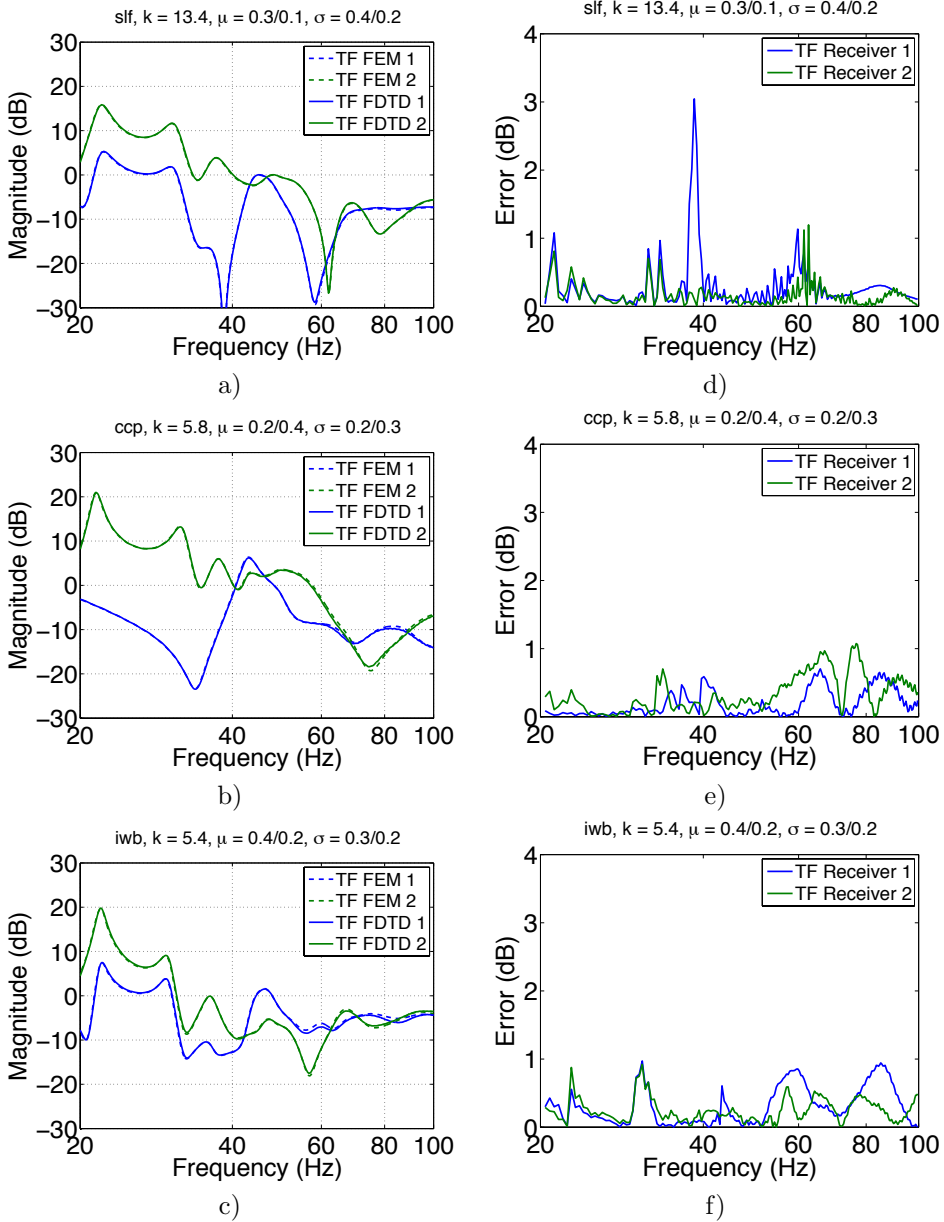 slf, k = 13.4, μ = 0.3/0.1, σ = 0.4/0.2
30
20
10
0
−10
−20
−30
Magnitude (dB)
TF FEM 1
TF FEM 2
TF FDTD 1
TF FDTD 2
20
40
60
80
100
Frequency (Hz)
a)
slf, k = 13.4, μ = 0.3/0.1, σ = 0.4/0.2
4
3
2
1
0
Error (dB)
TF Receiver 1
TF Receiver 2
20
40
60
80
100
Frequency (Hz)
d)
ccp, k = 5.8, μ = 0.2/0.4, σ = 0.2/0.3
30
20
10
0
−10
−20
−30
Magnitude (dB)
TF FEM 1
TF FEM 2
TF FDTD 1
TF FDTD 2
20
40
60
80
100
Frequency (Hz)
b)
ccp, k = 5.8, μ = 0.2/0.4, σ = 0.2/0.3
4
3
2
1
0
Error (dB)
TF Receiver 1
TF Receiver 2
20
40
60
80
100
Frequency (Hz)
e)
iwb, k = 5.4, μ = 0.4/0.2, σ = 0.3/0.2
30
20
10
0
−10
−20
−30
Magnitude (dB)
TF FEM 1
TF FEM 2
TF FDTD 1
TF FDTD 2
20
40
60
80
100
Frequency (Hz)
c)
iwb, k = 5.4, μ = 0.4/0.2, σ = 0.3/0.2
4
3
2
1
0
Error (dB)
TF Receiver 1
TF Receiver 2
20
40
60
80
100
Frequency (Hz)
f)